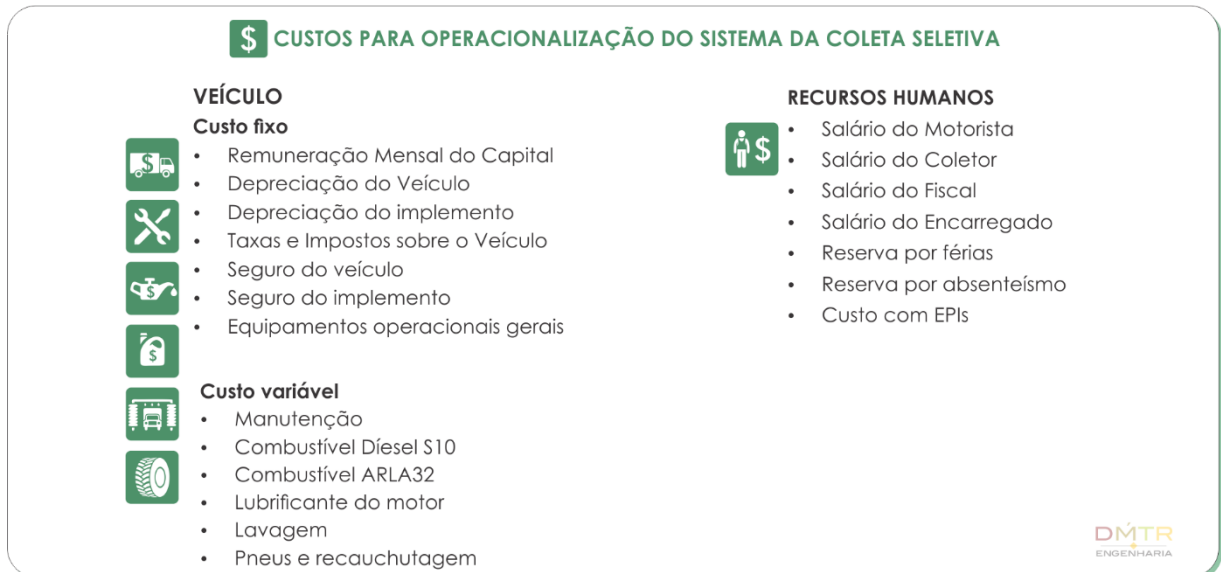 $ CUSTOS PARA OPERACIONALIZAÇÃO DO SISTEMA DA COLETA SELETIVA
VEÍCULO
Custo fixo
• Remuneração Mensal do Capital
• Depreciação do Veículo
• Depreciação do implemento
• Taxas e Impostos sobre o Veículo
• Seguro do veículo
• Seguro do implemento
• Equipamentos operacionais gerais
Custo variável
• Manutenção
• Combustível Díesel S10
• Combustível ARLA32
• Lubrificante do motor
• Lavagem
• Pneus e recauchutagem
RECURSOS HUMANOS
• Salário do Motorista
• Salário do Coletor
• Salário do Fiscal
• Salário do Encarregado
• Reserva por férias
• Reserva por absenteísmo
• Custo com EPIs
DMTR
ENGENHARIA